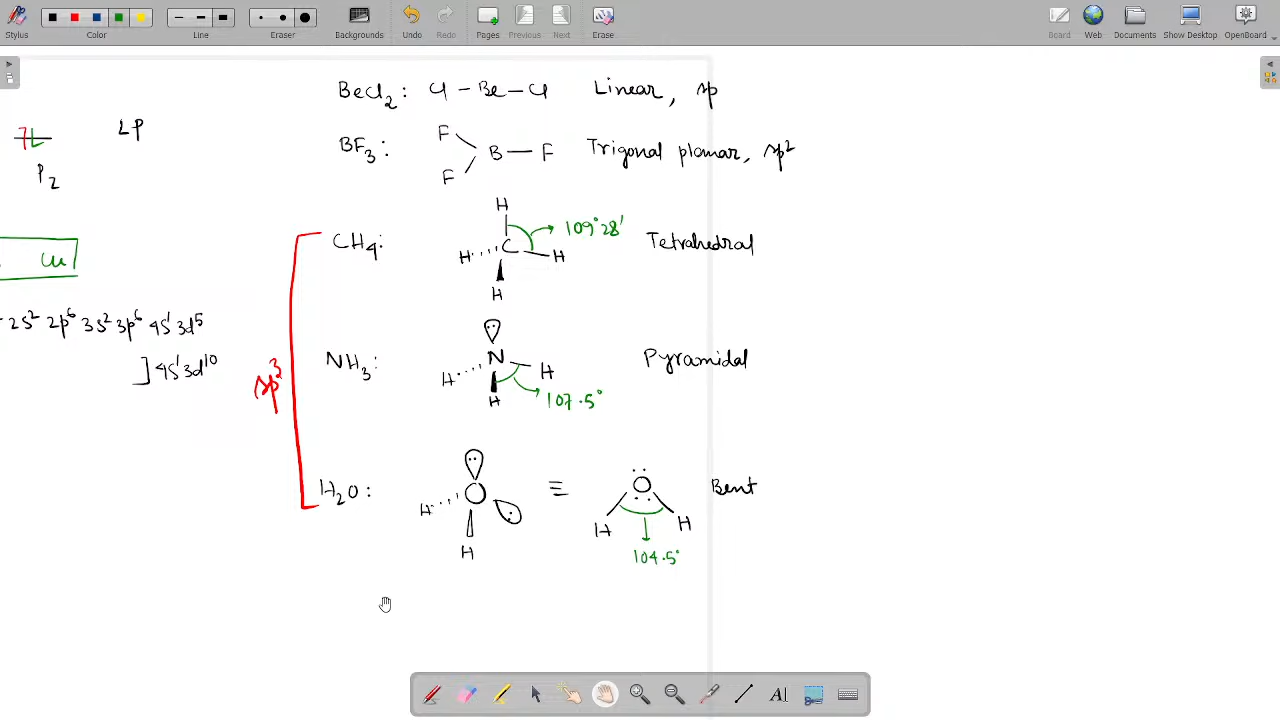 Stylus Color Line Eraser Backgrounds Undo Redo Pages Previous Next Erase Board Web Documents Show Desktop OpenBoard
BeCl2: Cl - Be - Cl Linear, sp
LP
P2
BF3: F F B F Trigonal planar, sp2
CH4: H H C H H 109°28' Tetrahedral
2s2 2p6 3s2 3p6 4s1 3d5
] 4s1 3d10
sp3
NH3: N H H H 107.5° Pyramidal
H2O: O H H ≡ O H H 104.5° Bent